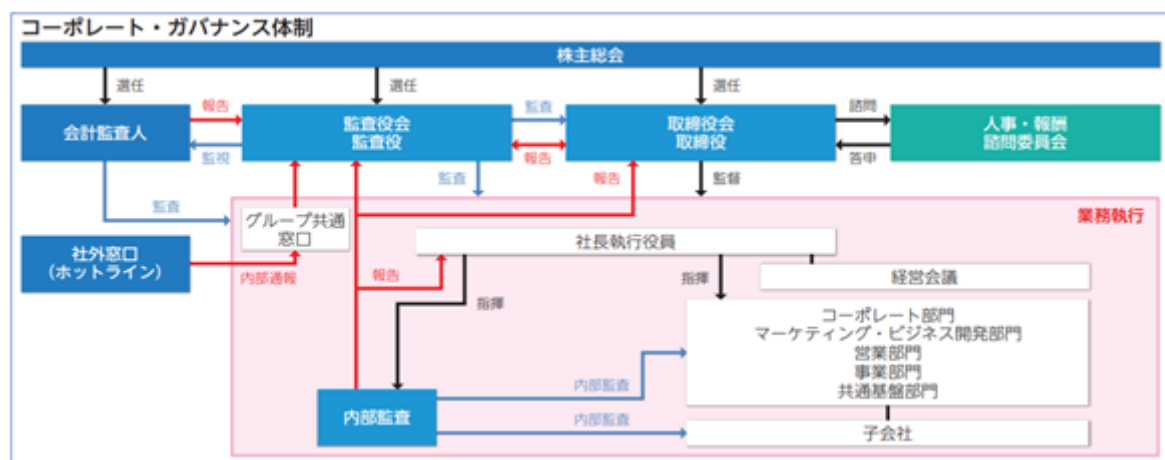 コーポレート・ガバナンス体制
株主総会
選任
選任
選任
会計監査人
報告
監視
監査役会
監査役
監査
報告
取締役会
取締役
諮問
答申
人事・報酬
諮問委員会
監査
監査
報告
監督
業務執行
グループ共通
窓口
社外窓口
(ホットライン)
内部通報
報告
社長執行役員
指揮
指揮
経営会議
コーポレート部門
マーケティング・ビジネス開発部門
営業部門
事業部門
共通基盤部門
内部監査
内部監査
内部監査
子会社